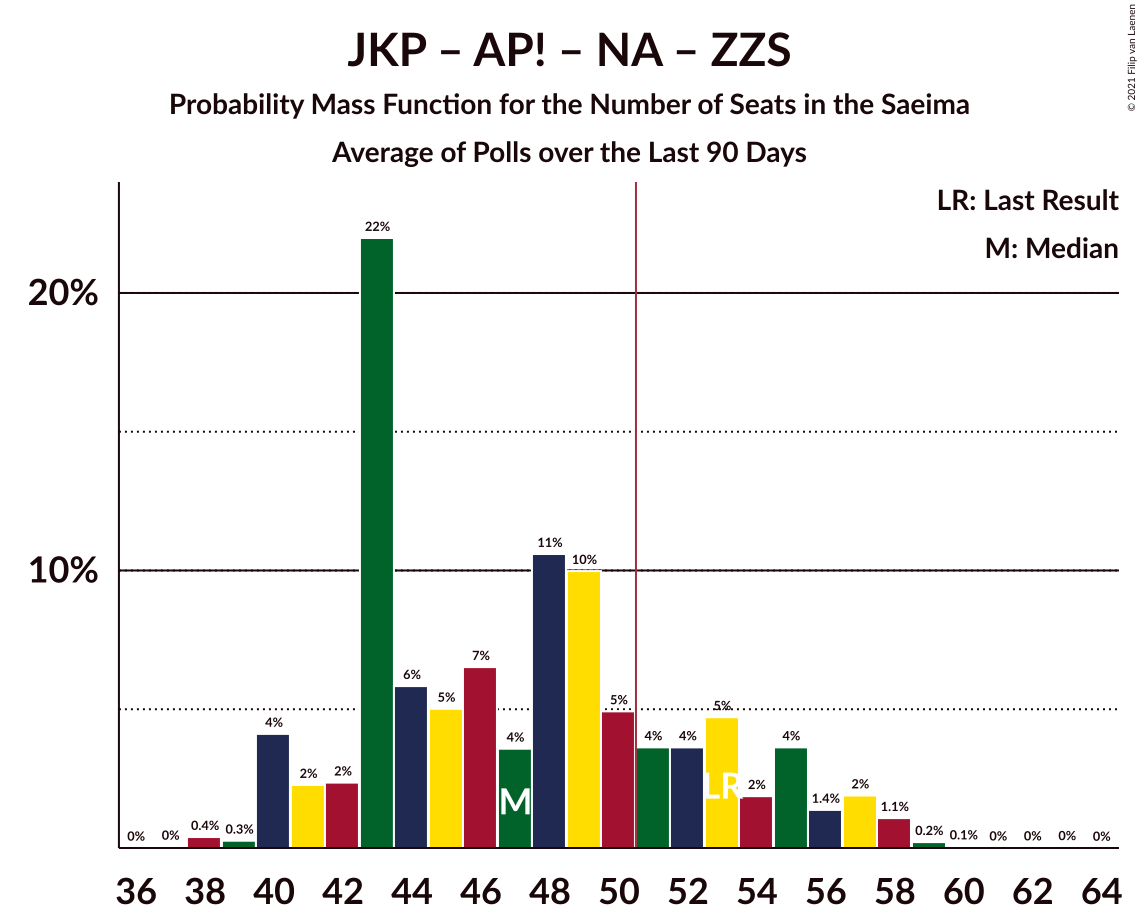 JKP – AP! – NA – ZZS
Probability Mass Function for the Number of Seats in the Saeima
Average of Polls over the Last 90 Days
© 2021 Filip van Laenen
LR: Last Result
M: Median
20%
10%
0% 0% 0.4% 0.3% 4% 2% 2% 22% 6% 5% 7% 4% 11% 10% 5% 4% 4% 5% 2% 4% 1.4% 2% 1.1% 0.2% 0.1% 0% 0% 0% 0%
M
LR
36 38 40 42 44 46 48 50 52 54 56 58 60 62 64